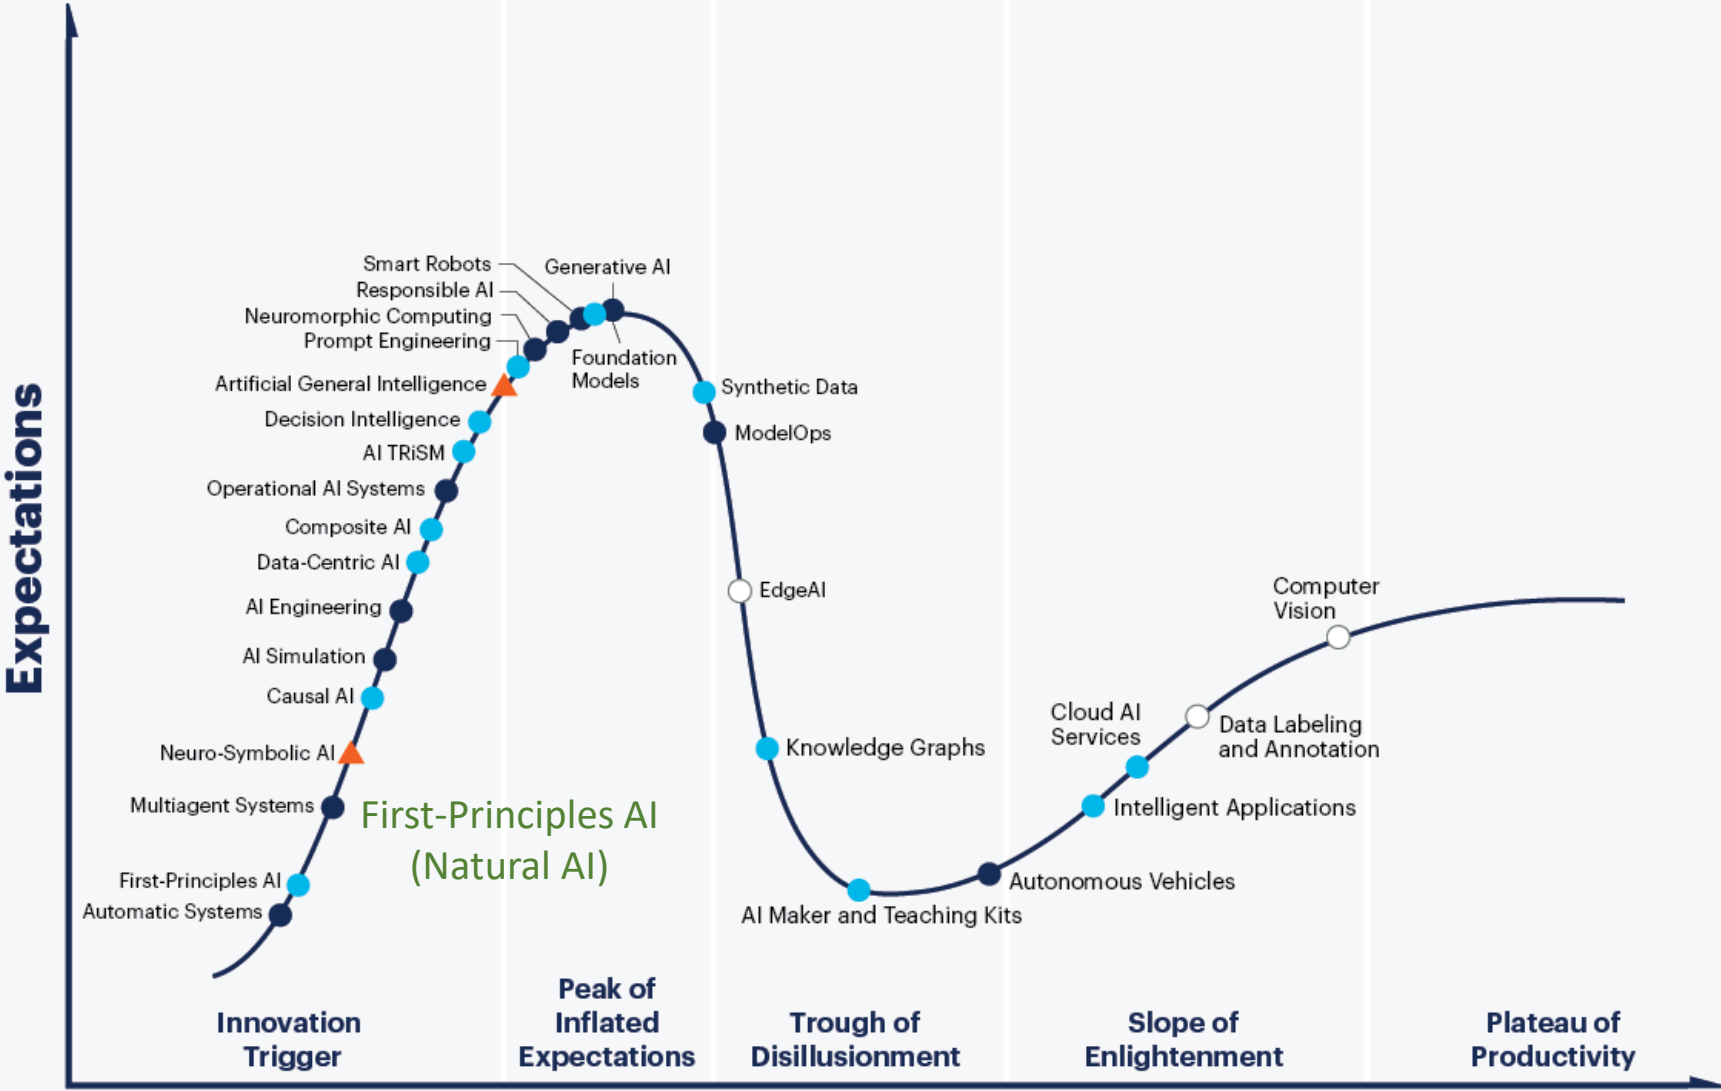 Expectations
Smart Robots
Generative AI
Responsible AI
Neuromorphic Computing
Prompt Engineering
Foundation
Models
Artificial General Intelligence
Decision Intelligence
AI TRiSM
Operational AI Systems
Composite AI
Data-Centric AI
AI Engineering
AI Simulation
Causal AI
Neuro-Symbolic AI
Multiagent Systems
First-Principles AI
Automatic Systems
First-Principles AI
(Natural AI)
Synthetic Data
ModelOps
EdgeAI
Knowledge Graphs
AI Maker and Teaching Kits
Autonomous Vehicles
Intelligent Applications
Cloud AI
Services
Data Labeling
and Annotation
Computer
Vision
Innovation
Trigger
Peak of
Inflated
Expectations
Trough of
Disillusionment
Slope of
Enlightenment
Plateau of
Productivity